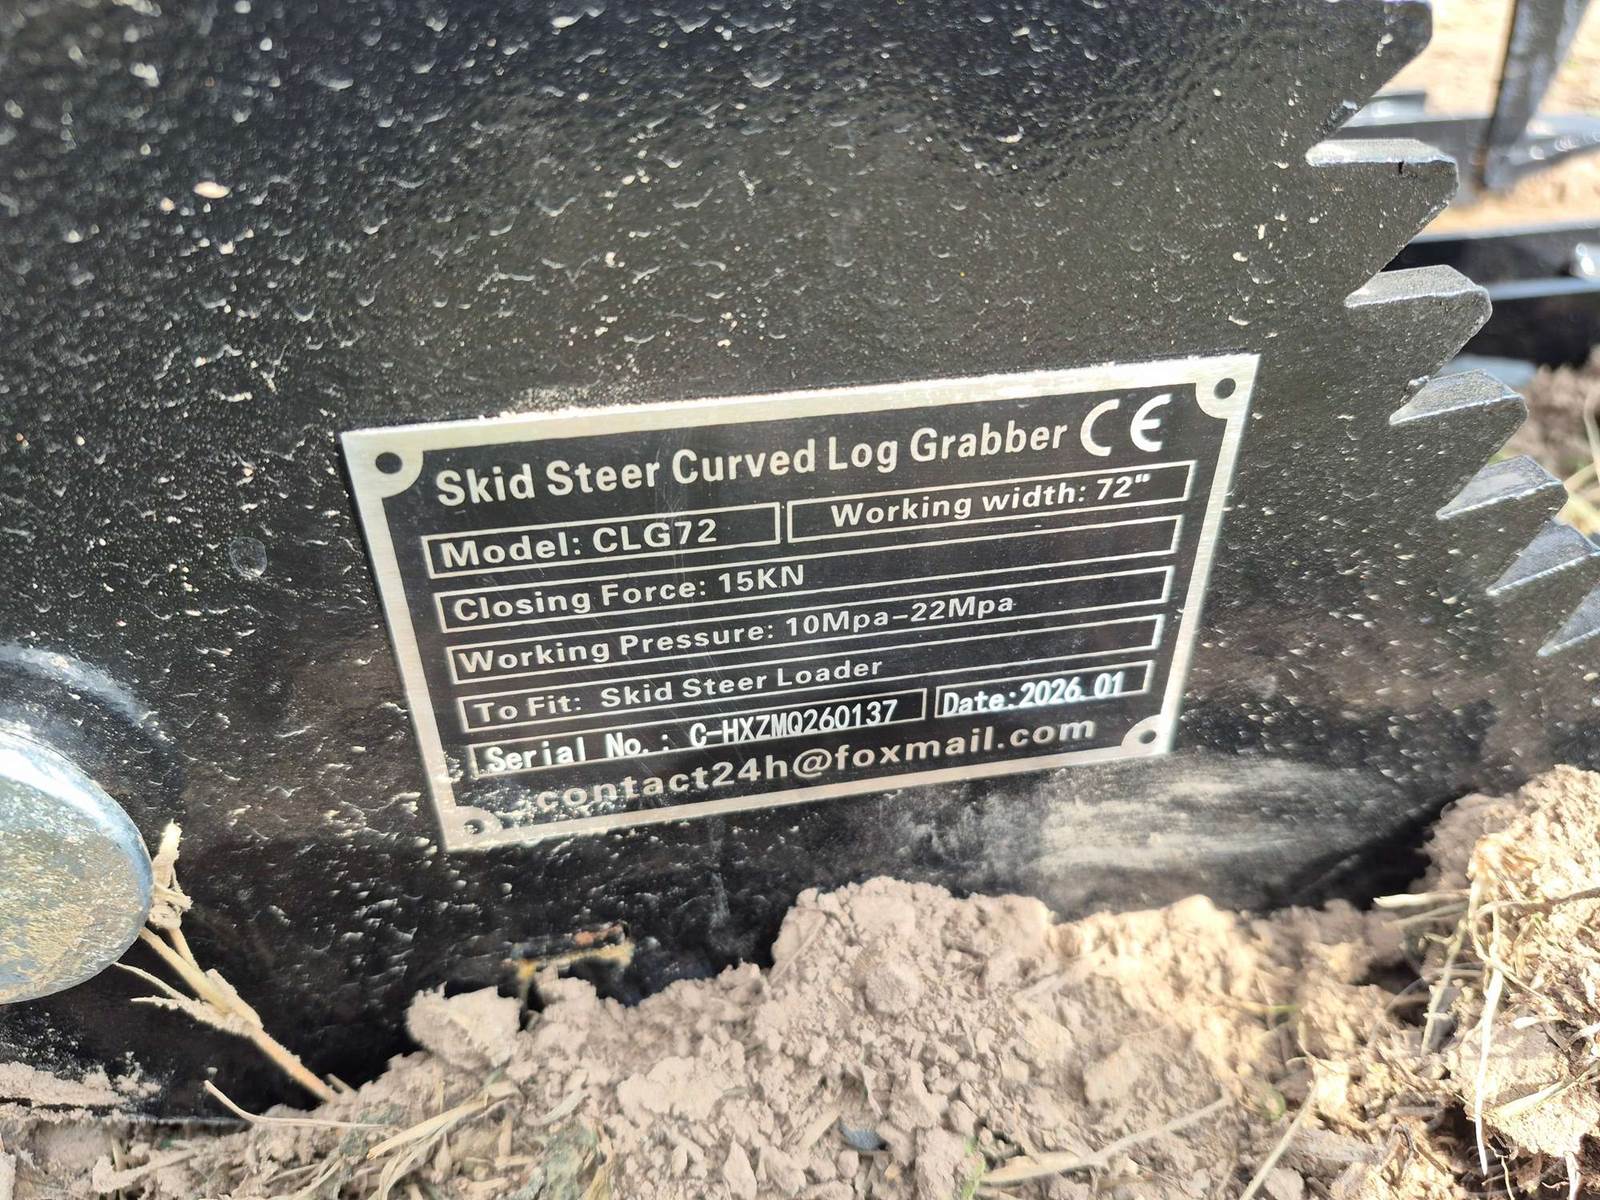 Skid Steer Curved Log Grabber CE
Model: CLG72 Working width: 72"
Closing Force: 15KN
Working Pressure: 10Mpa-22Mpa
To Fit: Skid Steer Loader
Serial No.: C-HXZMQ260137 Date:2026.01
contact24h@foxmail.com